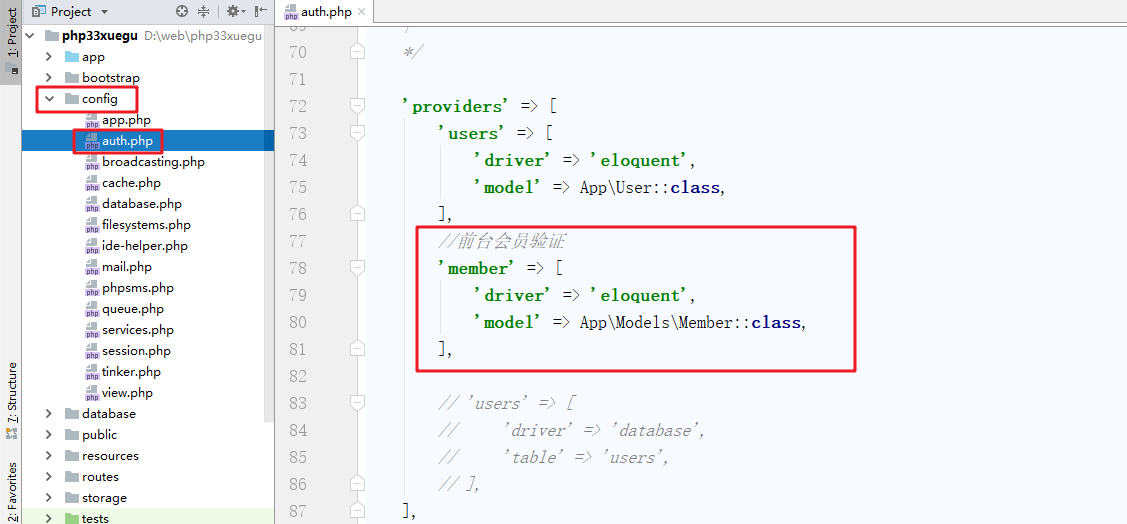 1: Project
7: Structure
2: Favorites
Project
php33xuegu D:\web\php33xuegu
app
bootstrap
config
app.php
auth.php
broadcasting.php
cache.php
database.php
filesystems.php
ide-helper.php
mail.php
phpsms.php
queue.php
services.php
session.php
tinker.php
view.php
database
public
resources
routes
storage
tests
auth.php
70 */
71
72 'providers' => [
73 'users' => [
74 'driver' => 'eloquent',
75 'model' => App\User::class,
76 ],
77 //前台会员验证
78 'member' => [
79 'driver' => 'eloquent',
80 'model' => App\Models\Member::class,
81 ],
82
83 // 'users' => [
84 // 'driver' => 'database',
85 // 'table' => 'users',
86 // ],
87 ],